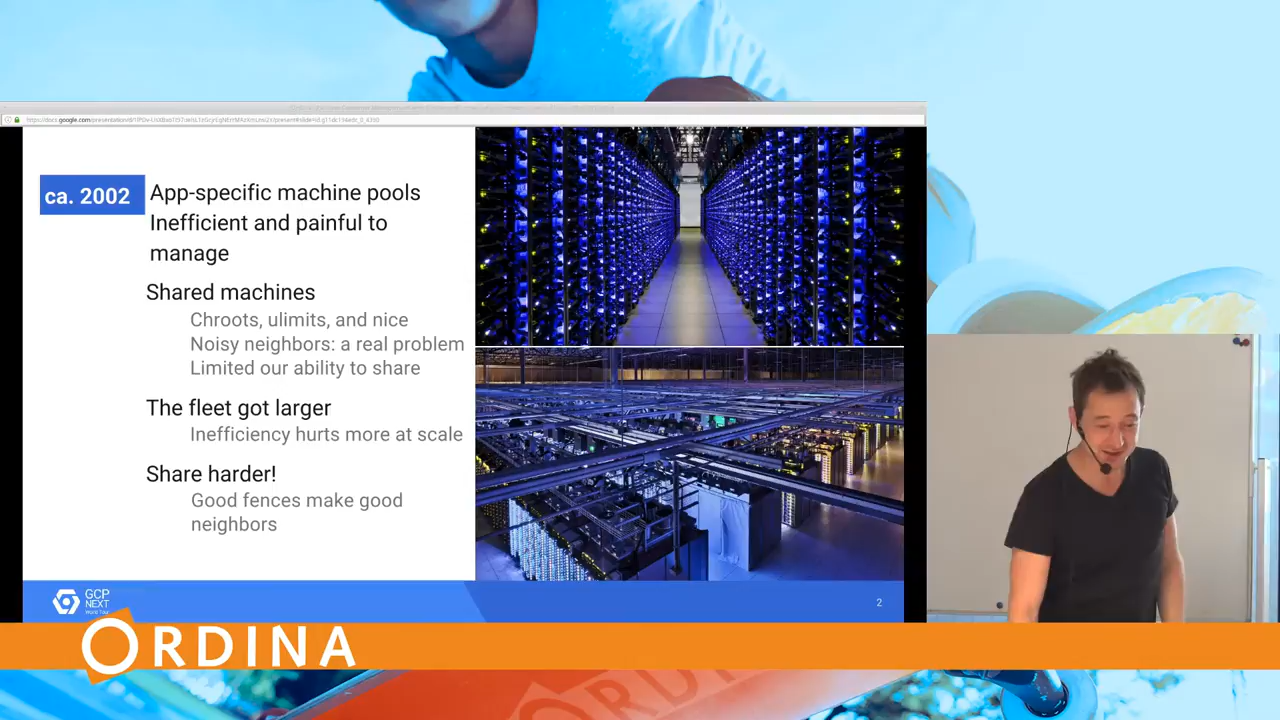 ca. 2002
App-specific machine pools
Inefficient and painful to
manage
Shared machines
Chroots, ulimits, and nice
Noisy neighbors: a real problem
Limited our ability to share
The fleet got larger
Inefficiency hurts more at scale
Share harder!
Good fences make good
neighbors
GCP
NEXT
World Tour
2
ORDINA